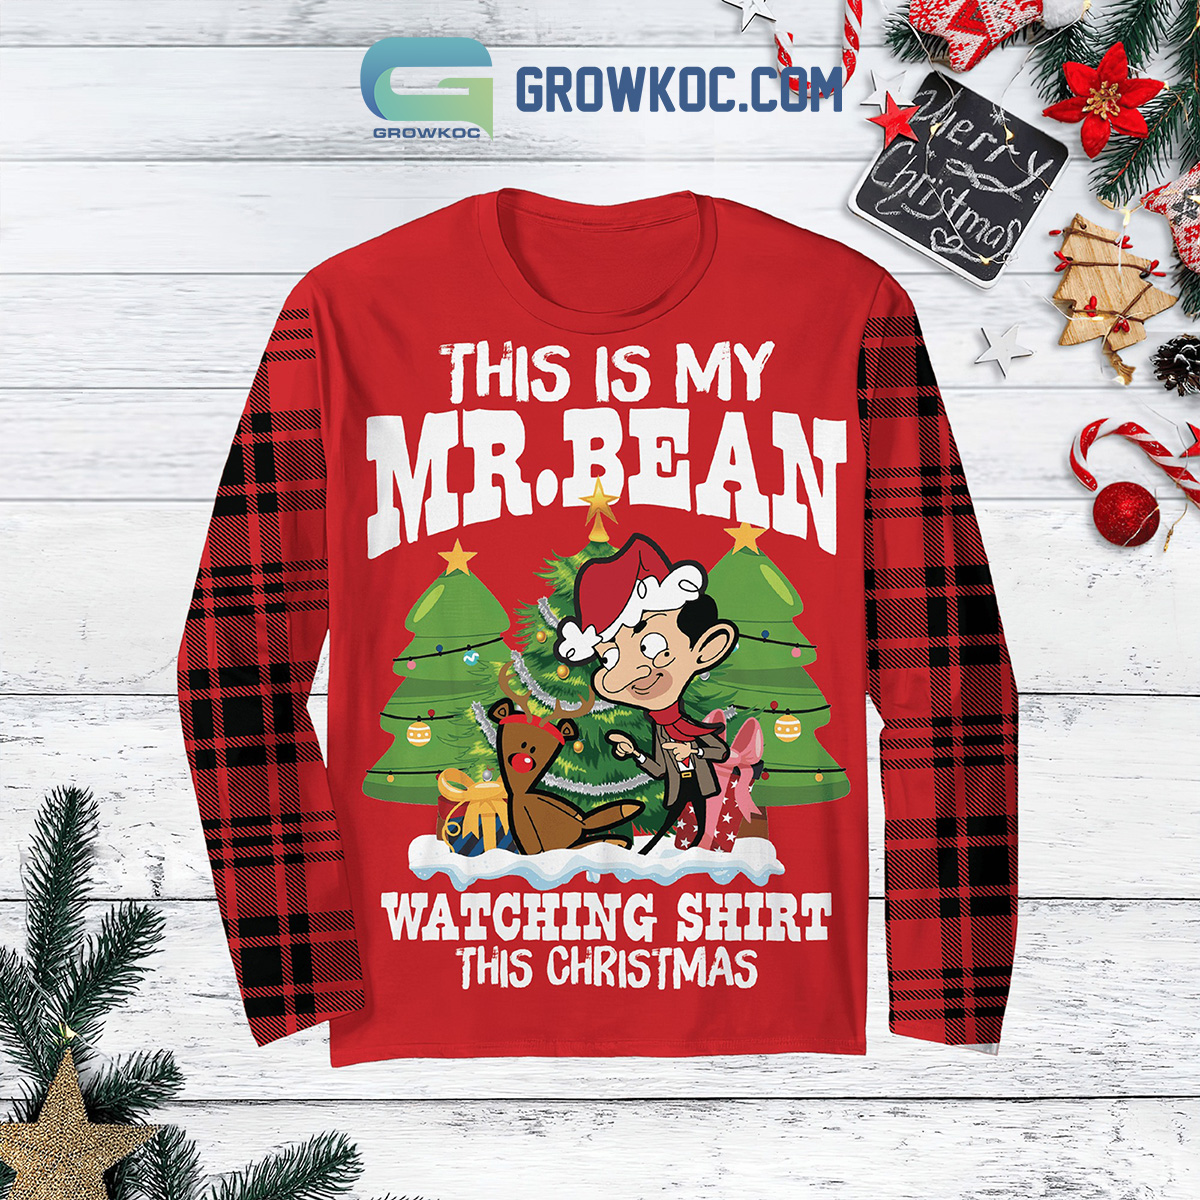 GROWKOC
GROWKOC.COM
Merry
Christmas
THIS IS MY
MR. BEAN
WATCHING SHIRT
THIS CHRISTMAS